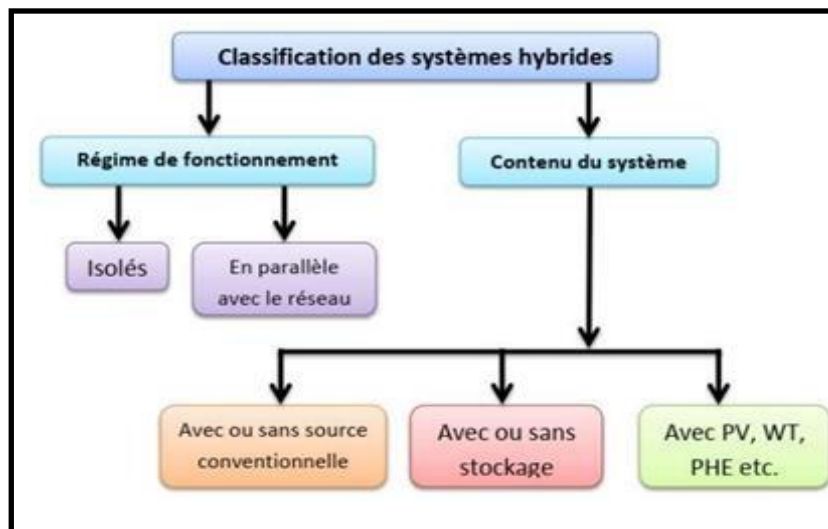 Classification des systèmes hybrides
Régime de fonctionnement
Contenu du système
Isolés
En parallèle
avec le réseau
Avec ou sans source
conventionnelle
Avec ou sans
stockage
Avec PV, WT,
PHE etc.